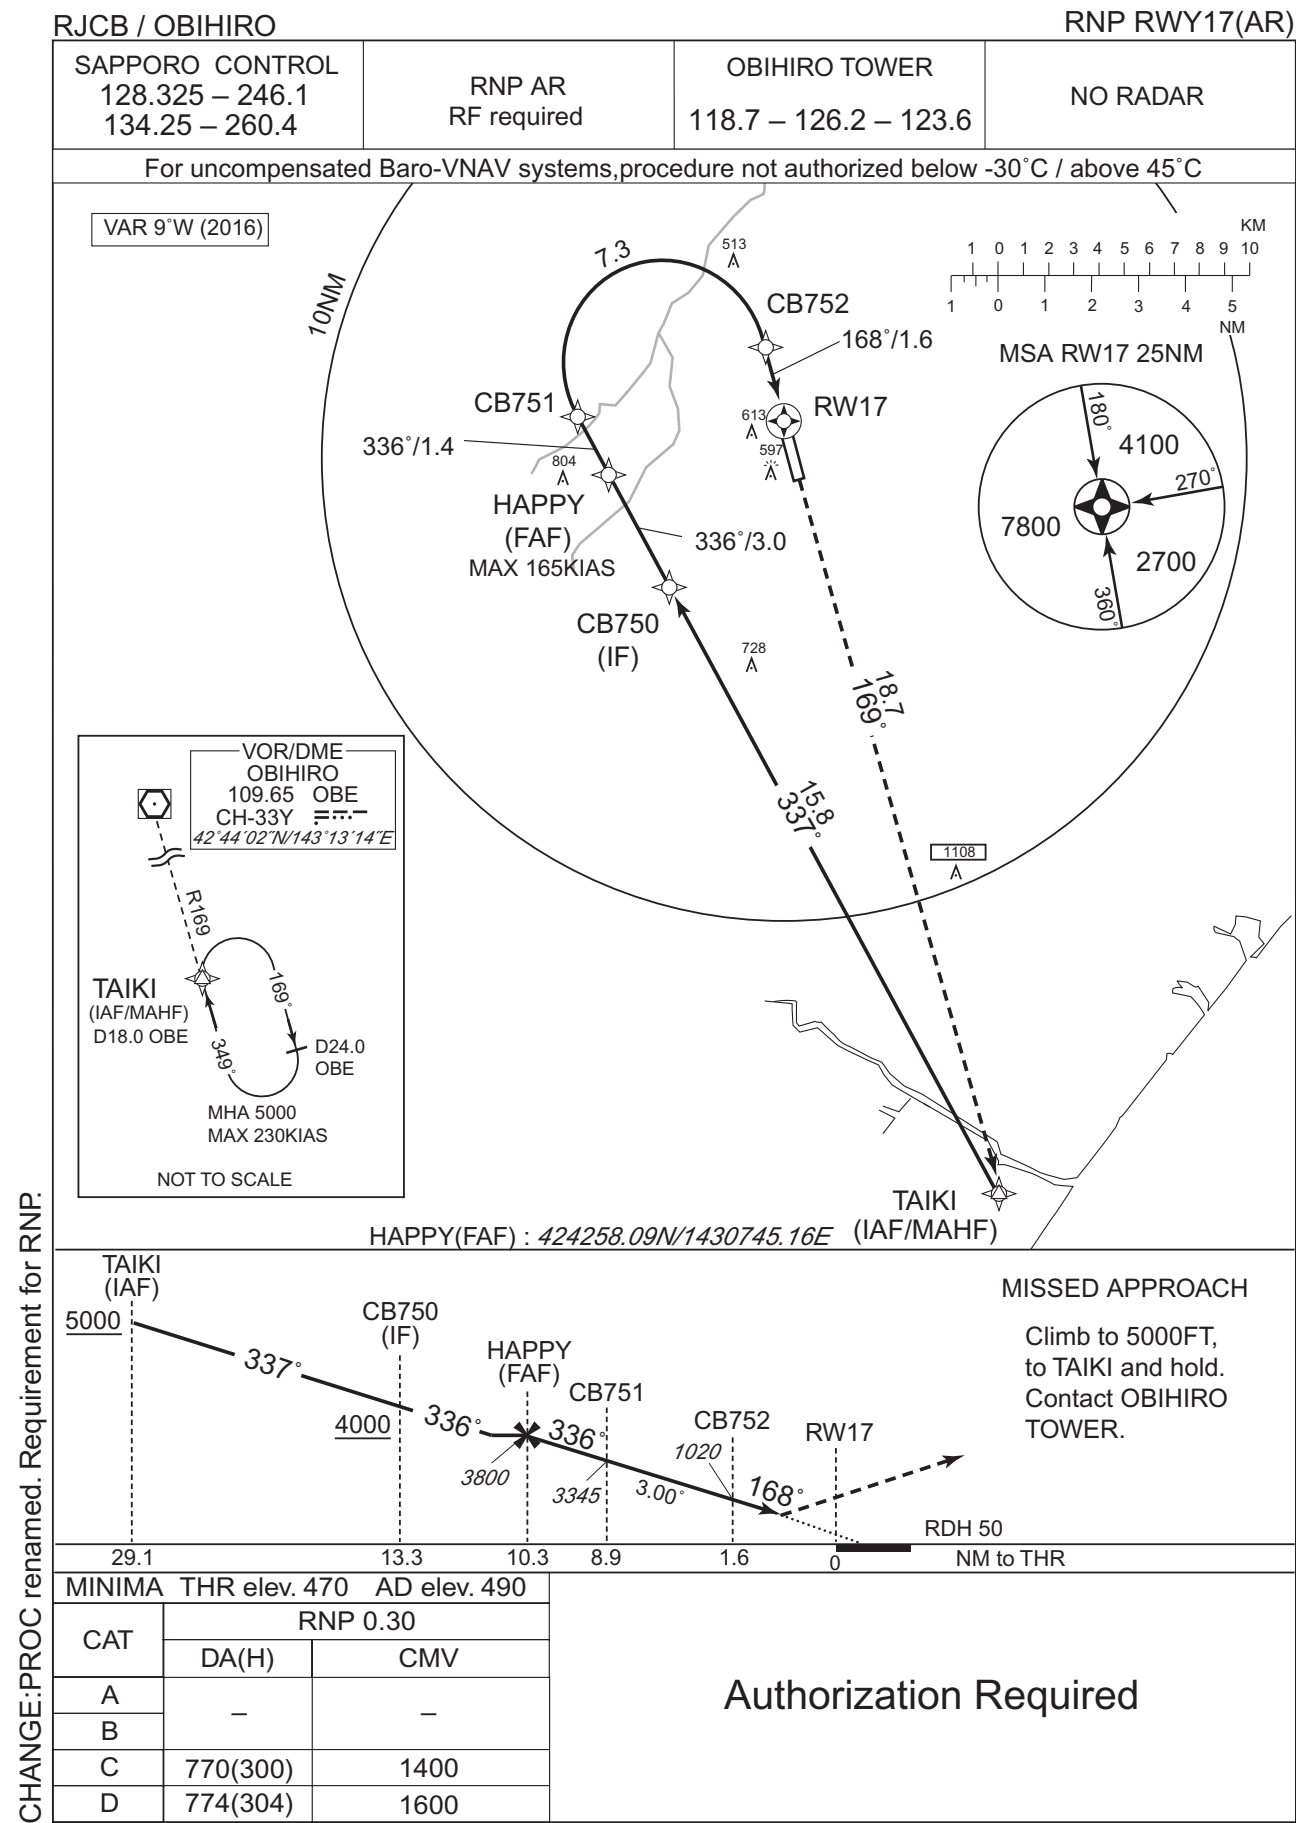 RJCB / OBIHIRO
RNP RWY17(AR)
SAPPORO CONTROL
128.325 – 246.1
134.25 – 260.4
RNP AR
RF required
OBIHIRO TOWER
118.7 – 126.2 – 123.6
NO RADAR
For uncompensated Baro-VNAV systems,procedure not authorized below -30˚C / above 45˚C
VAR 9˚W (2016)
10NM
7.3
513
CB752
168˚/1.6
KM
1 0 1 2 3 4 5 6 7 8 9 10
1 0 1 2 3 4 5
NM
MSA RW17 25NM
180˚
4100
270˚
7800
2700
360˚
CB751
336˚/1.4
804
613
RW17
597
HAPPY
(FAF)
MAX 165KIAS
336˚/3.0
CB750
(IF)
728
18.7
169˚
15.8
337˚
1108
VOR/DME
OBIHIRO
109.65 OBE
CH-33Y
42˚44´02˝N/143˚13´14˝E
R169
TAIKI
(IAF/MAHF)
D18.0 OBE
169˚
349˚
D24.0
OBE
MHA 5000
MAX 230KIAS
NOT TO SCALE
TAIKI
(IAF/MAHF)
HAPPY(FAF) : 424258.09N/1430745.16E
TAIKI
(IAF)
5000
337˚
CB750
(IF)
4000
336˚
HAPPY
(FAF)
3800
336˚
CB751
3345
3.00˚
CB752
1020
168˚
RW17
MISSED APPROACH
Climb to 5000FT,
to TAIKI and hold.
Contact OBIHIRO
TOWER.
RDH 50
29.1 13.3 10.3 8.9 1.6 0 NM to THR
MINIMA THR elev. 470 AD elev. 490
CAT
RNP 0.30
DA(H) CMV
A
B
– –
C 770(300) 1400
D 774(304) 1600
Authorization Required
CHANGE:PROC renamed. Requirement for RNP.